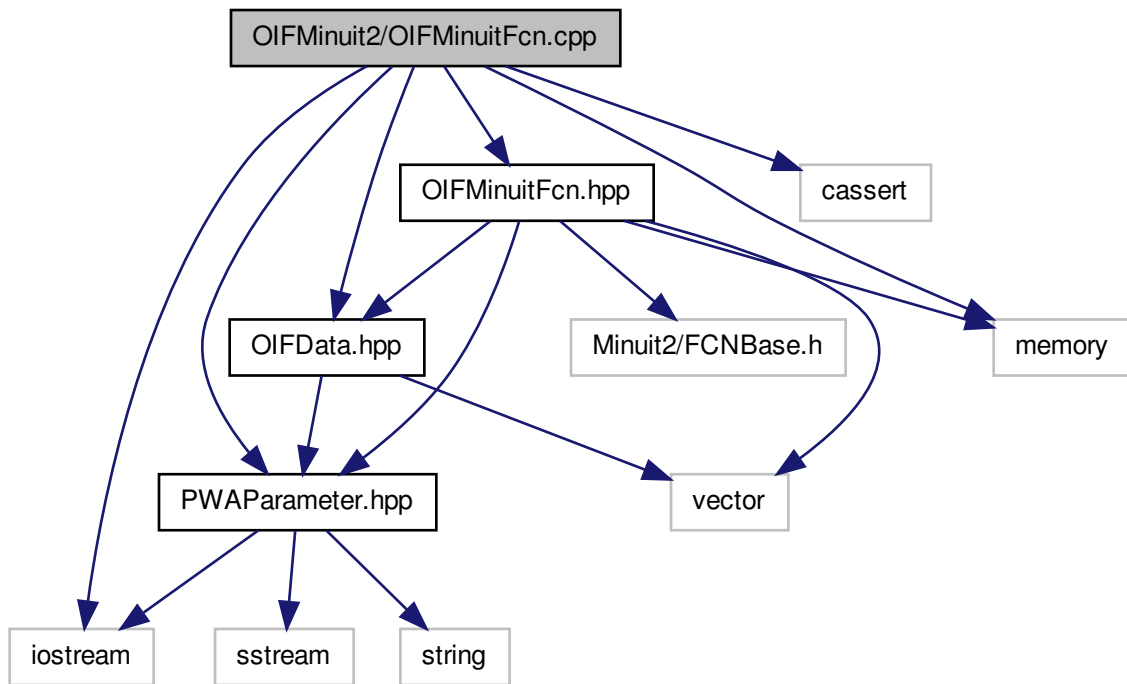 OIFMinuit2/OIFMinuitFcn.cpp
OIFMinuitFcn.hpp
cassert
OIFData.hpp
Minuit2/FCNBase.h
memory
PWAParameter.hpp
vector
iostream
sstream
string